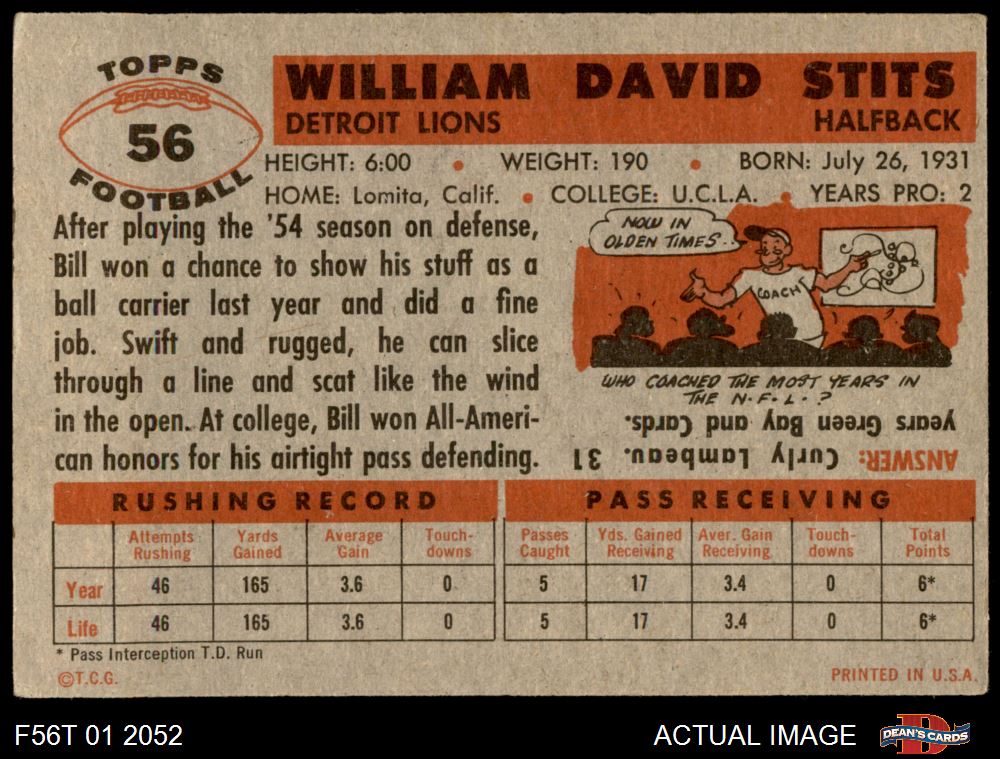 TOPPS
56
FOOTBALL
WILLIAM DAVID STITS
DETROIT LIONS HALFBACK
HEIGHT: 6:00 • WEIGHT: 190 • BORN: July 26, 1931
HOME: Lomita, Calif. • COLLEGE: U.C.L.A. • YEARS PRO: 2
After playing the '54 season on defense,
Bill won a chance to show his stuff as a
ball carrier last year and did a fine
job. Swift and rugged, he can slice
through a line and scat like the wind
in the open. At college, Bill won All-Ameri-
can honors for his airtight pass defending.
NOW IN
OLDEN TIMES..
COACH
WHO COACHED THE MOST YEARS IN
THE N.F.L.?
ANSWER: Curly Lambeau. 31
years Green Bay and Cards.
RUSHING RECORD
Attempts Rushing Yards Gained Average Gain Touch-downs
Year 46 165 3.6 0
Life 46 165 3.6 0
PASS RECEIVING
Passes Caught Yds. Gained Receiving Aver. Gain Receiving Touch-downs Total Points
5 17 3.4 0 6*
5 17 3.4 0 6*
* Pass Interception T.D. Run
©T.C.G. PRINTED IN U.S.A.
F56T 01 2052 ACTUAL IMAGE
D
DEAN'S CARDS